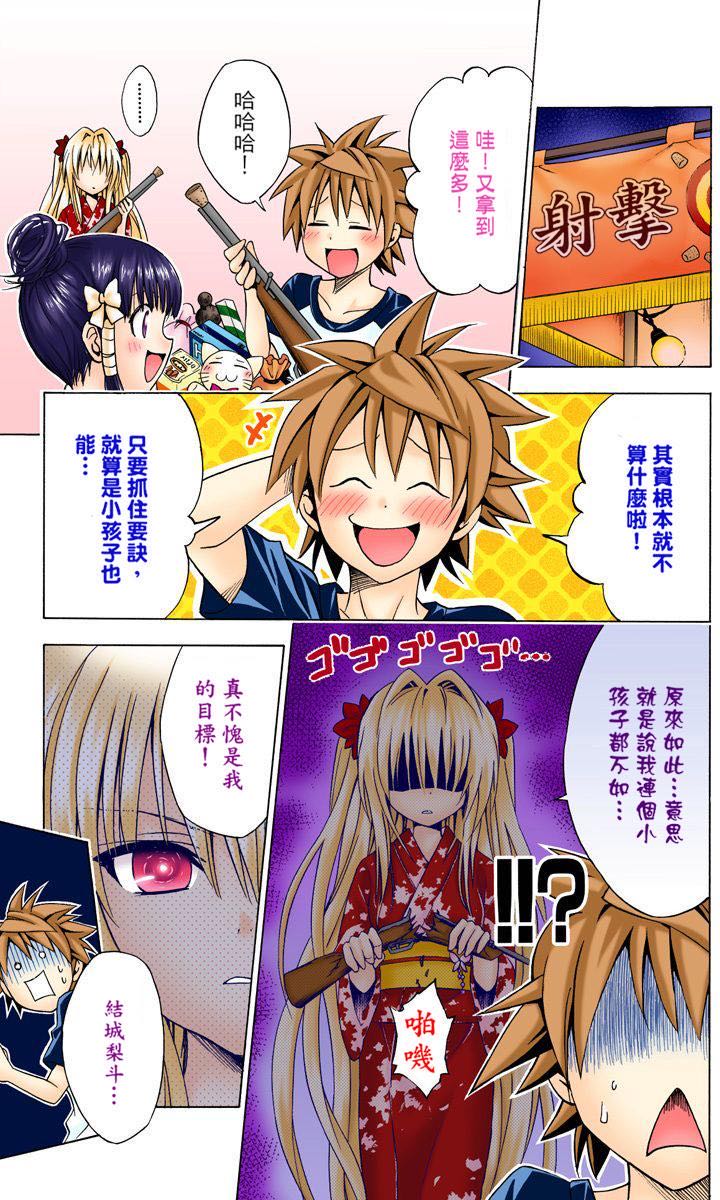 射擊
哇！又拿到
這麼多！
哈哈哈！
………
其實根本就不
算什麼啦！
只要抓住要訣，
就算是小孩子也
能…
原來如此…意思
就是說我連個小
孩子都不如…
ゴゴゴゴゴ…
!!?
啪嘰
真不愧是我
的目標！
結城梨斗…